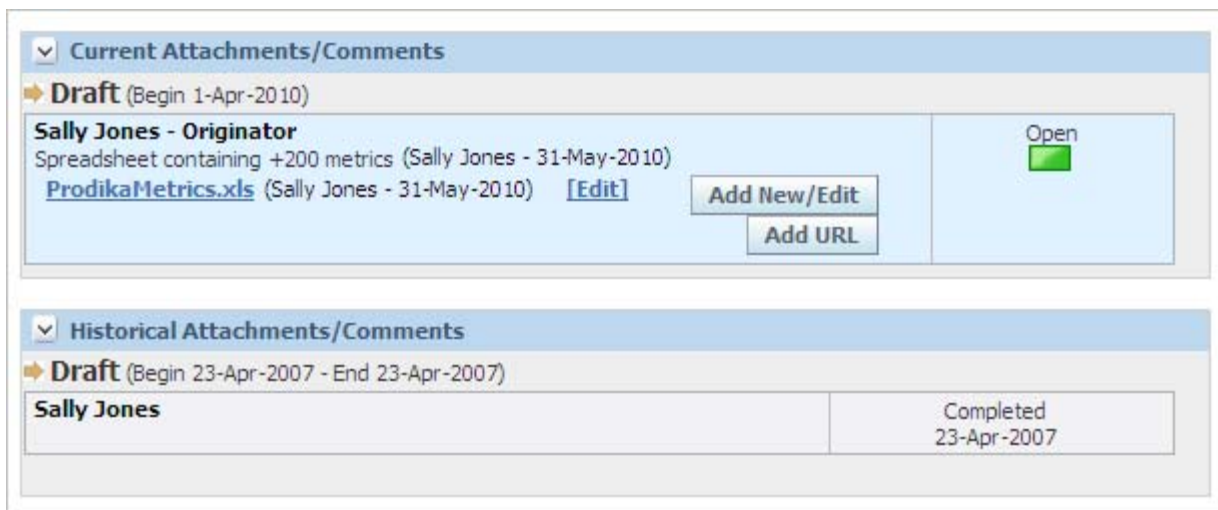 Current Attachments/Comments
Draft (Begin 1-Apr-2010)
Sally Jones - Originator
Open
Spreadsheet containing +200 metrics (Sally Jones - 31-May-2010)
ProdikaMetrics.xls (Sally Jones - 31-May-2010) [Edit]
Add New/Edit
Add URL
Historical Attachments/Comments
Draft (Begin 23-Apr-2007 - End 23-Apr-2007)
Sally Jones
Completed
23-Apr-2007